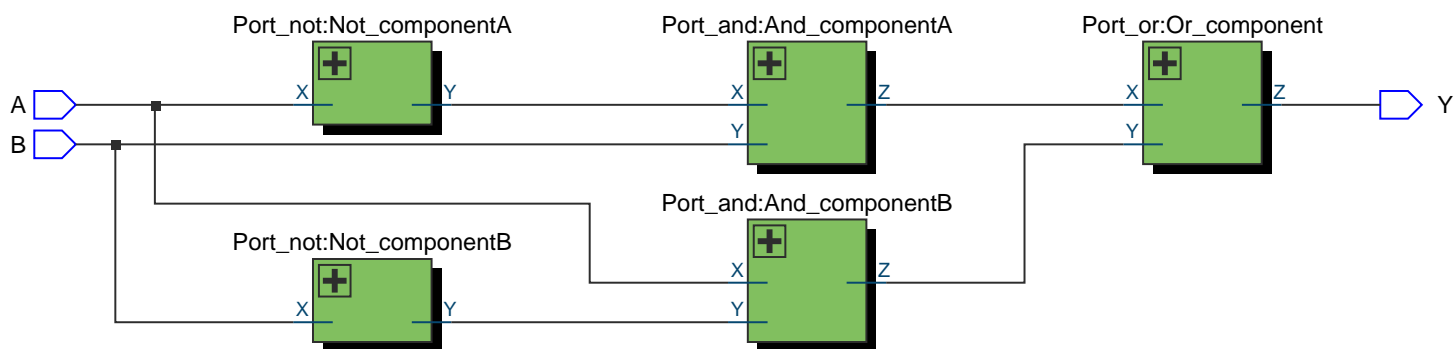 Port_not:Not_componentA
Port_and:And_componentA
Port_or:Or_component
A
X
Y
X
Z
X
Z
Y
B
Y
Y
Port_and:And_componentB
Port_not:Not_componentB
X
Z
X
Y
Y